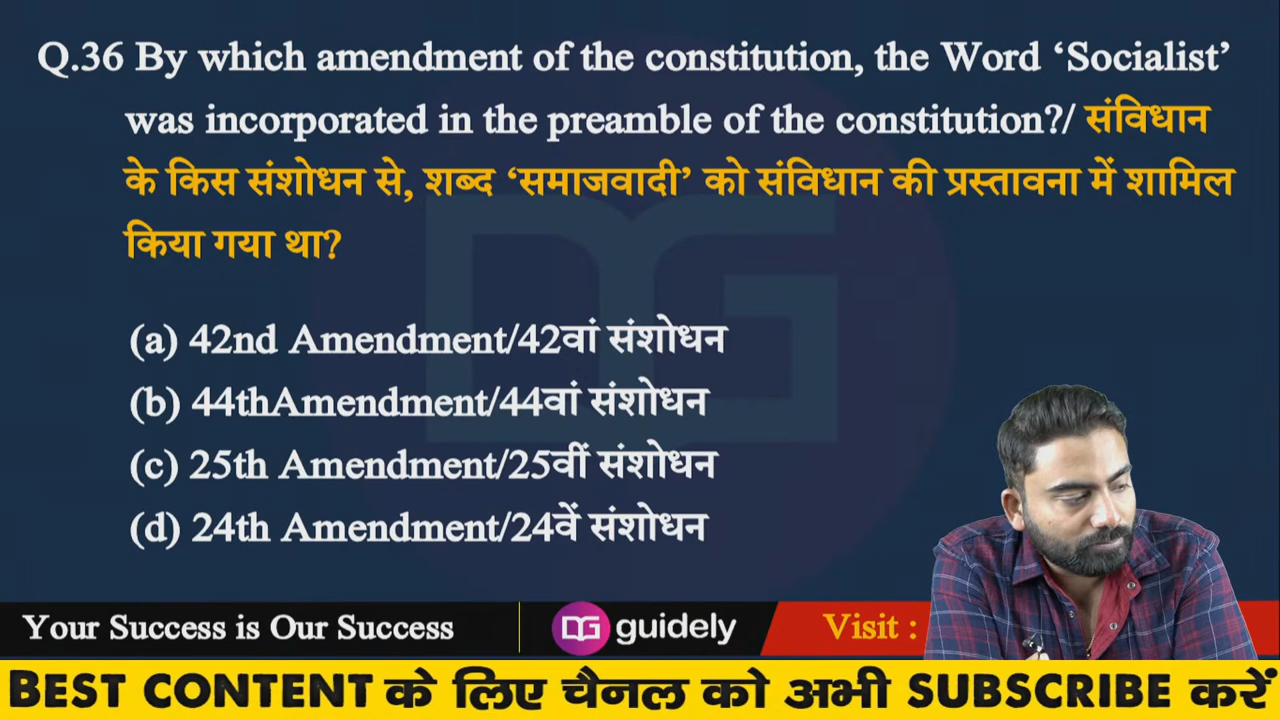 Q.36 By which amendment of the constitution, the Word ‘Socialist’
was incorporated in the preamble of the constitution?/ संविधान
के किस संशोधन से, शब्द ‘समाजवादी’ को संविधान की प्रस्तावना में शामिल
किया गया था?
(a) 42nd Amendment/42वां संशोधन
(b) 44thAmendment/44वां संशोधन
(c) 25th Amendment/25वीं संशोधन
(d) 24th Amendment/24वें संशोधन
Your Success is Our Success
DG guidely
Visit :
BEST CONTENT के लिए चैनल को अभी SUBSCRIBE करें